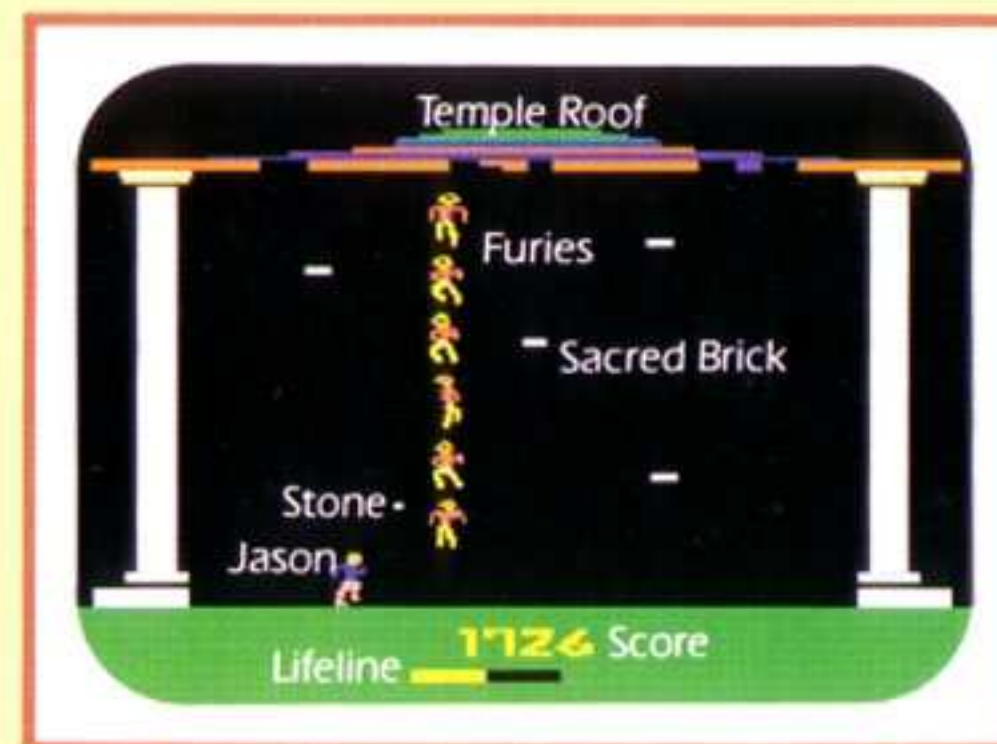 Temple Roof
Furies
Sacred Brick
Stone
Jason
1726 Score
Lifeline